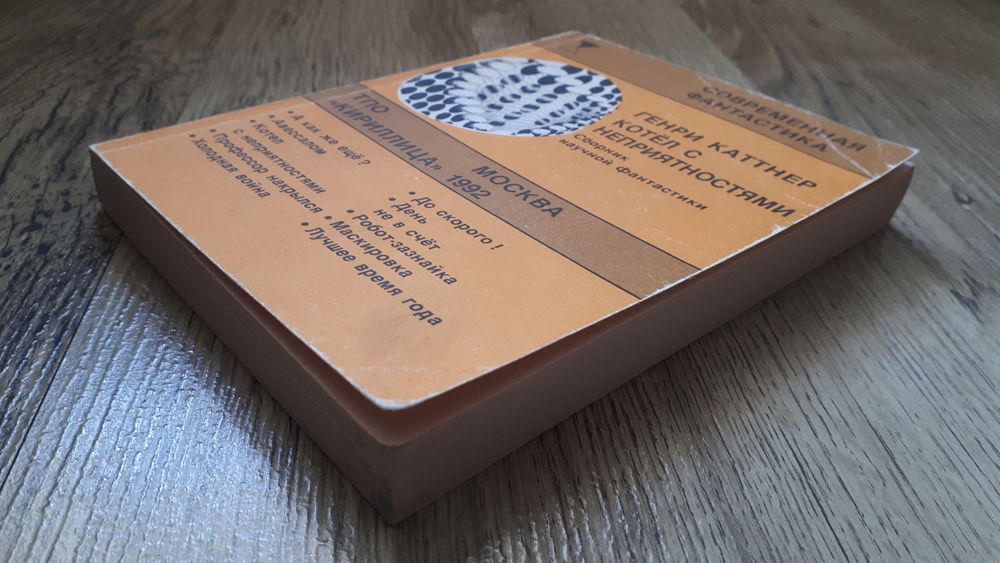 СОВРЕМЕННАЯ
ФАНТАСТИКА
ГЕНРИ КАТТНЕР
КОТЕЛ С
НЕПРИЯТНОСТЯМИ
Сборник
научной фантастики
МОСКВА
ТПО
«КИРИЛЛИЦА» 1992
• А как же ещё?
• Авессалом
• Котел
с неприятностями
• Профессор накрылся
• Холодная война
• До скорого!
• День
не в счёт
• Робот-зазнайка
• Маскировка
• Лучшее время года